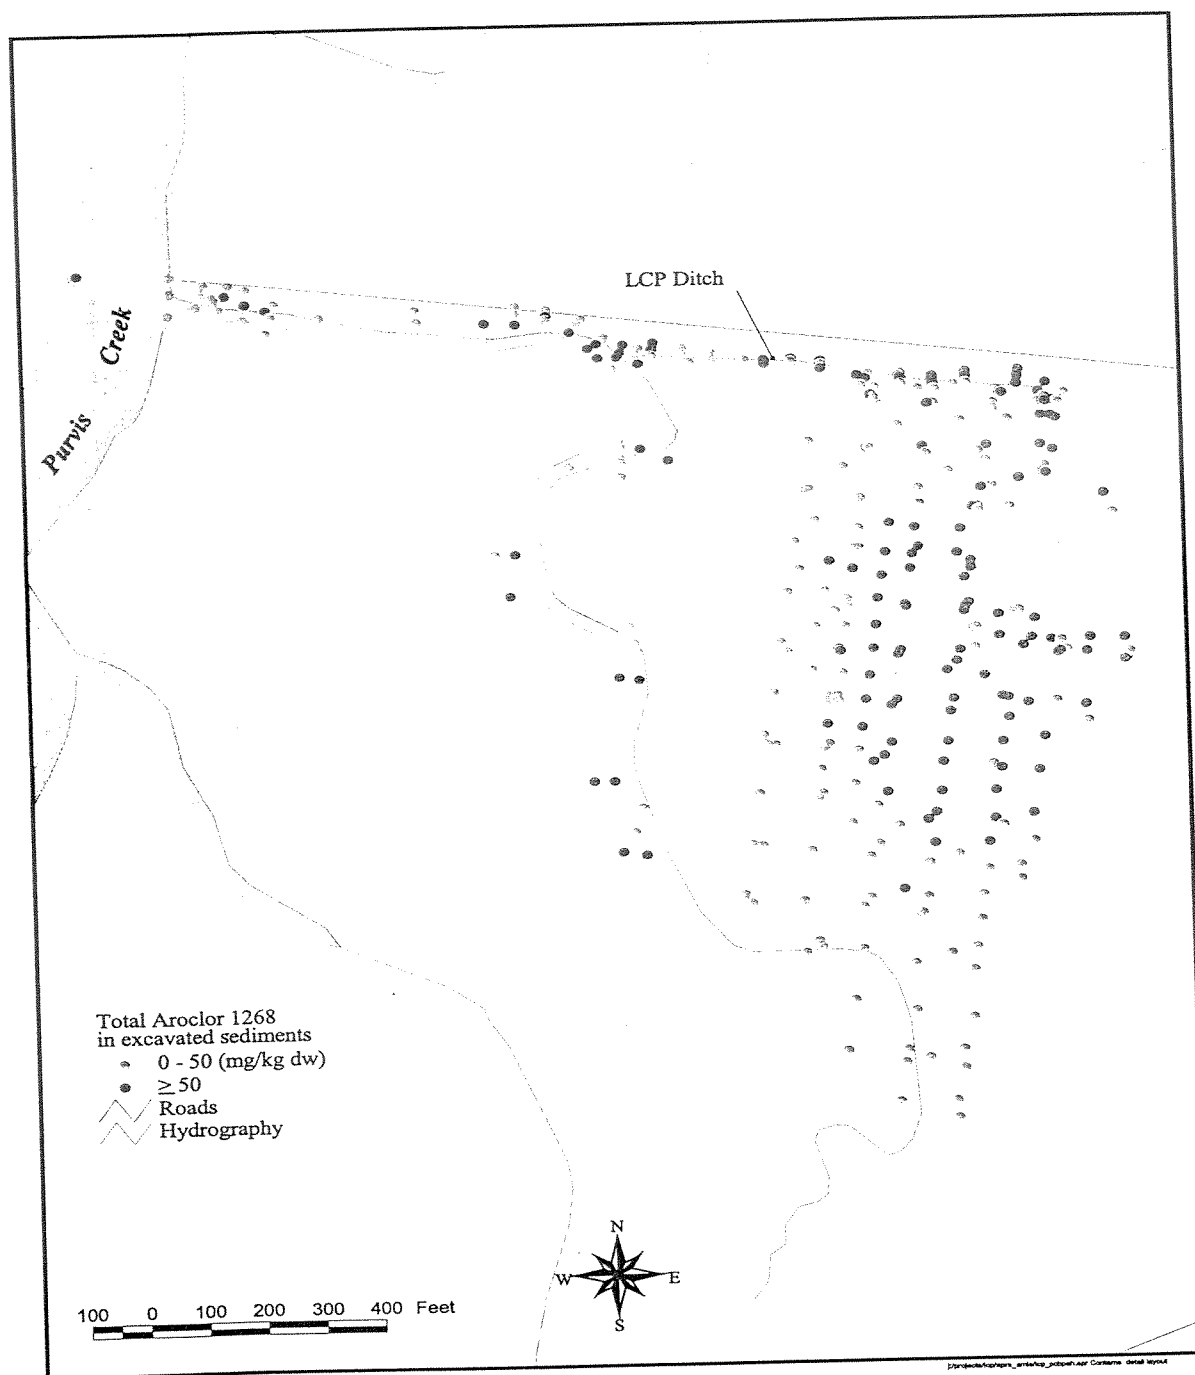 LCP Ditch
Purvis Creek
Total Aroclor 1268
in excavated sediments
0 - 50 (mg/kg dw)
≥ 50
Roads
Hydrography
N
W E
S
100 0 100 200 300 400 Feet